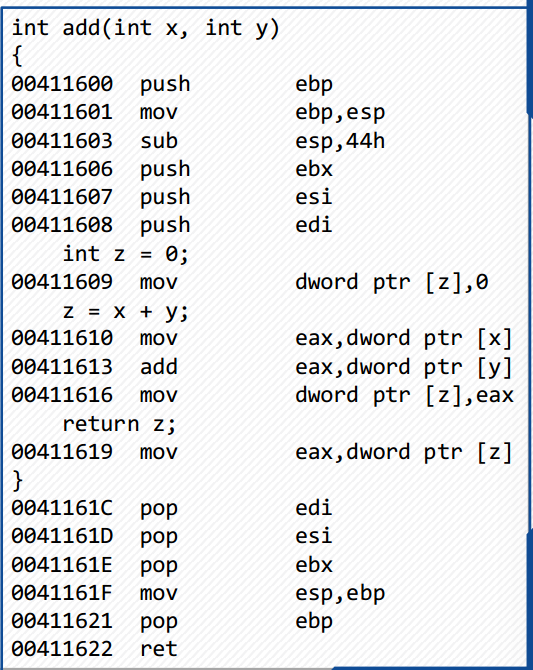 int add(int x, int y)
{
00411600 push ebp
00411601 mov ebp,esp
00411603 sub esp,44h
00411606 push ebx
00411607 push esi
00411608 push edi
int z = 0;
00411609 mov dword ptr [z],0
z = x + y;
00411610 mov eax,dword ptr [x]
00411613 add eax,dword ptr [y]
00411616 mov dword ptr [z],eax
return z;
00411619 mov eax,dword ptr [z]
}
0041161C pop edi
0041161D pop esi
0041161E pop ebx
0041161F mov esp,ebp
00411621 pop ebp
00411622 ret